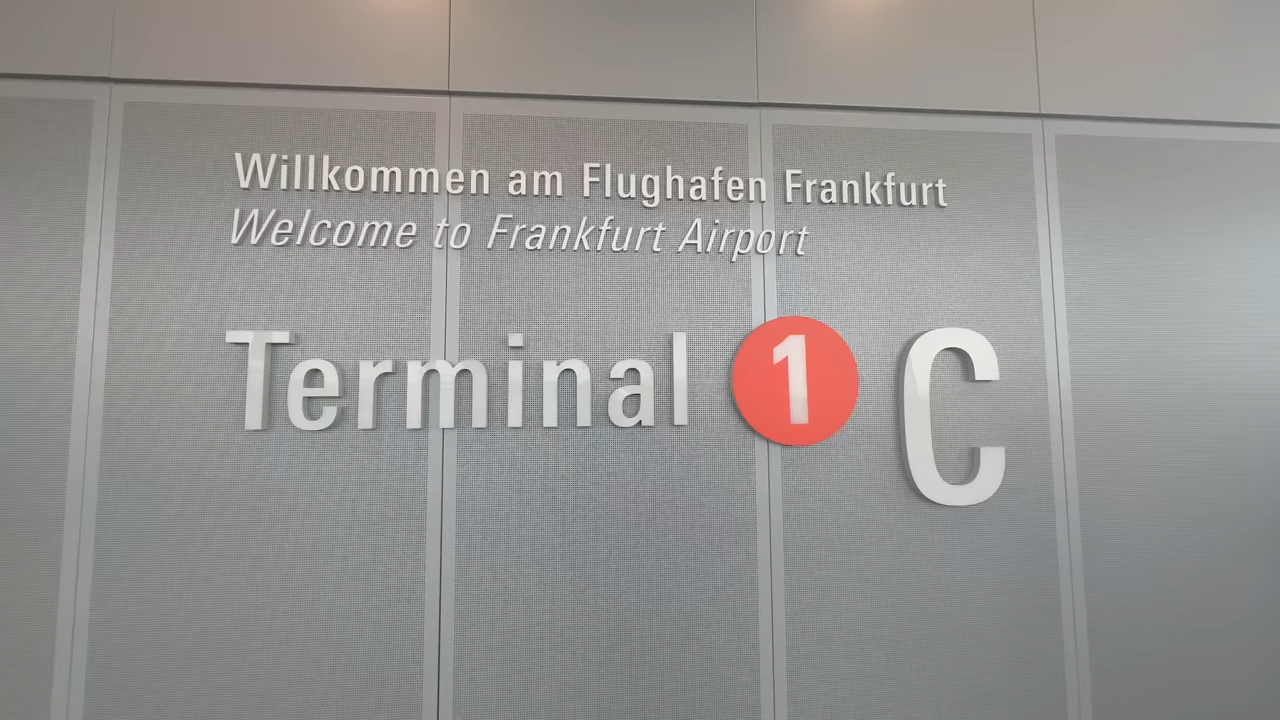 Willkommen am Flughafen Frankfurt
Welcome to Frankfurt Airport
Terminal 1 C